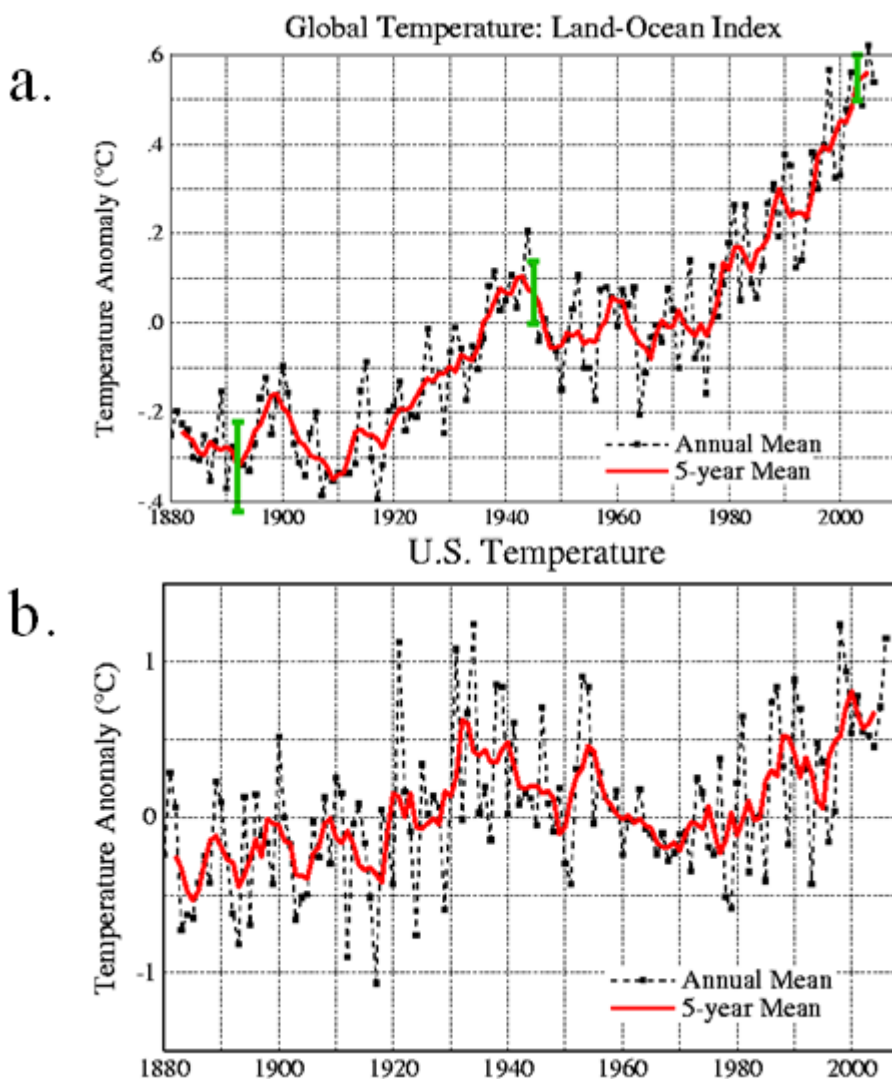 Global Temperature: Land-Ocean Index
a.
.6
.4
.2
.0
-.2
-.4
Temperature Anomaly (°C)
Annual Mean
5-year Mean
1880 1900 1920 1940 1960 1980 2000
U.S. Temperature
b.
1
0
-1
Temperature Anomaly (°C)
Annual Mean
5-year Mean
1880 1900 1920 1940 1960 1980 2000